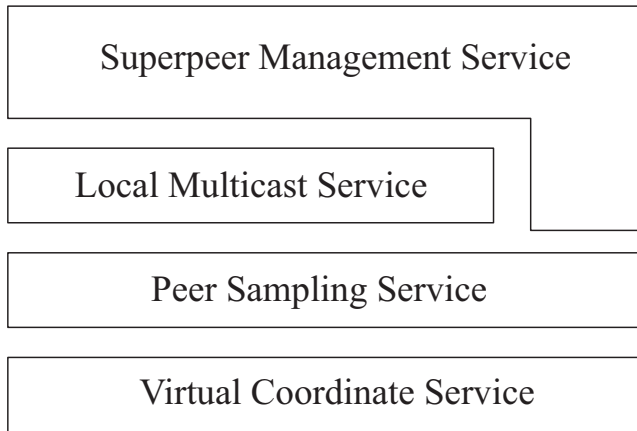 Superpeer Management Service
Local Multicast Service
Peer Sampling Service
Virtual Coordinate Service